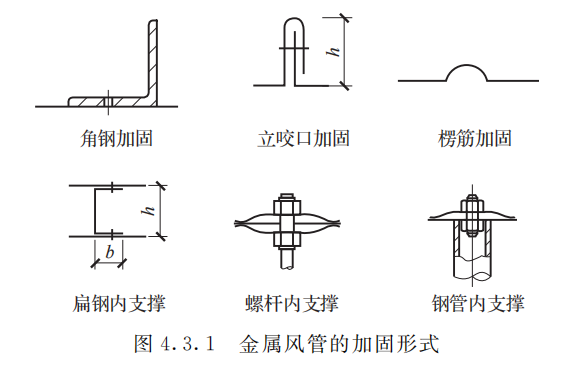 h
角钢加固 立咬口加固 楞筋加固
h
b
扁钢内支撑 螺杆内支撑 钢管内支撑
图 4.3.1 金属风管的加固形式